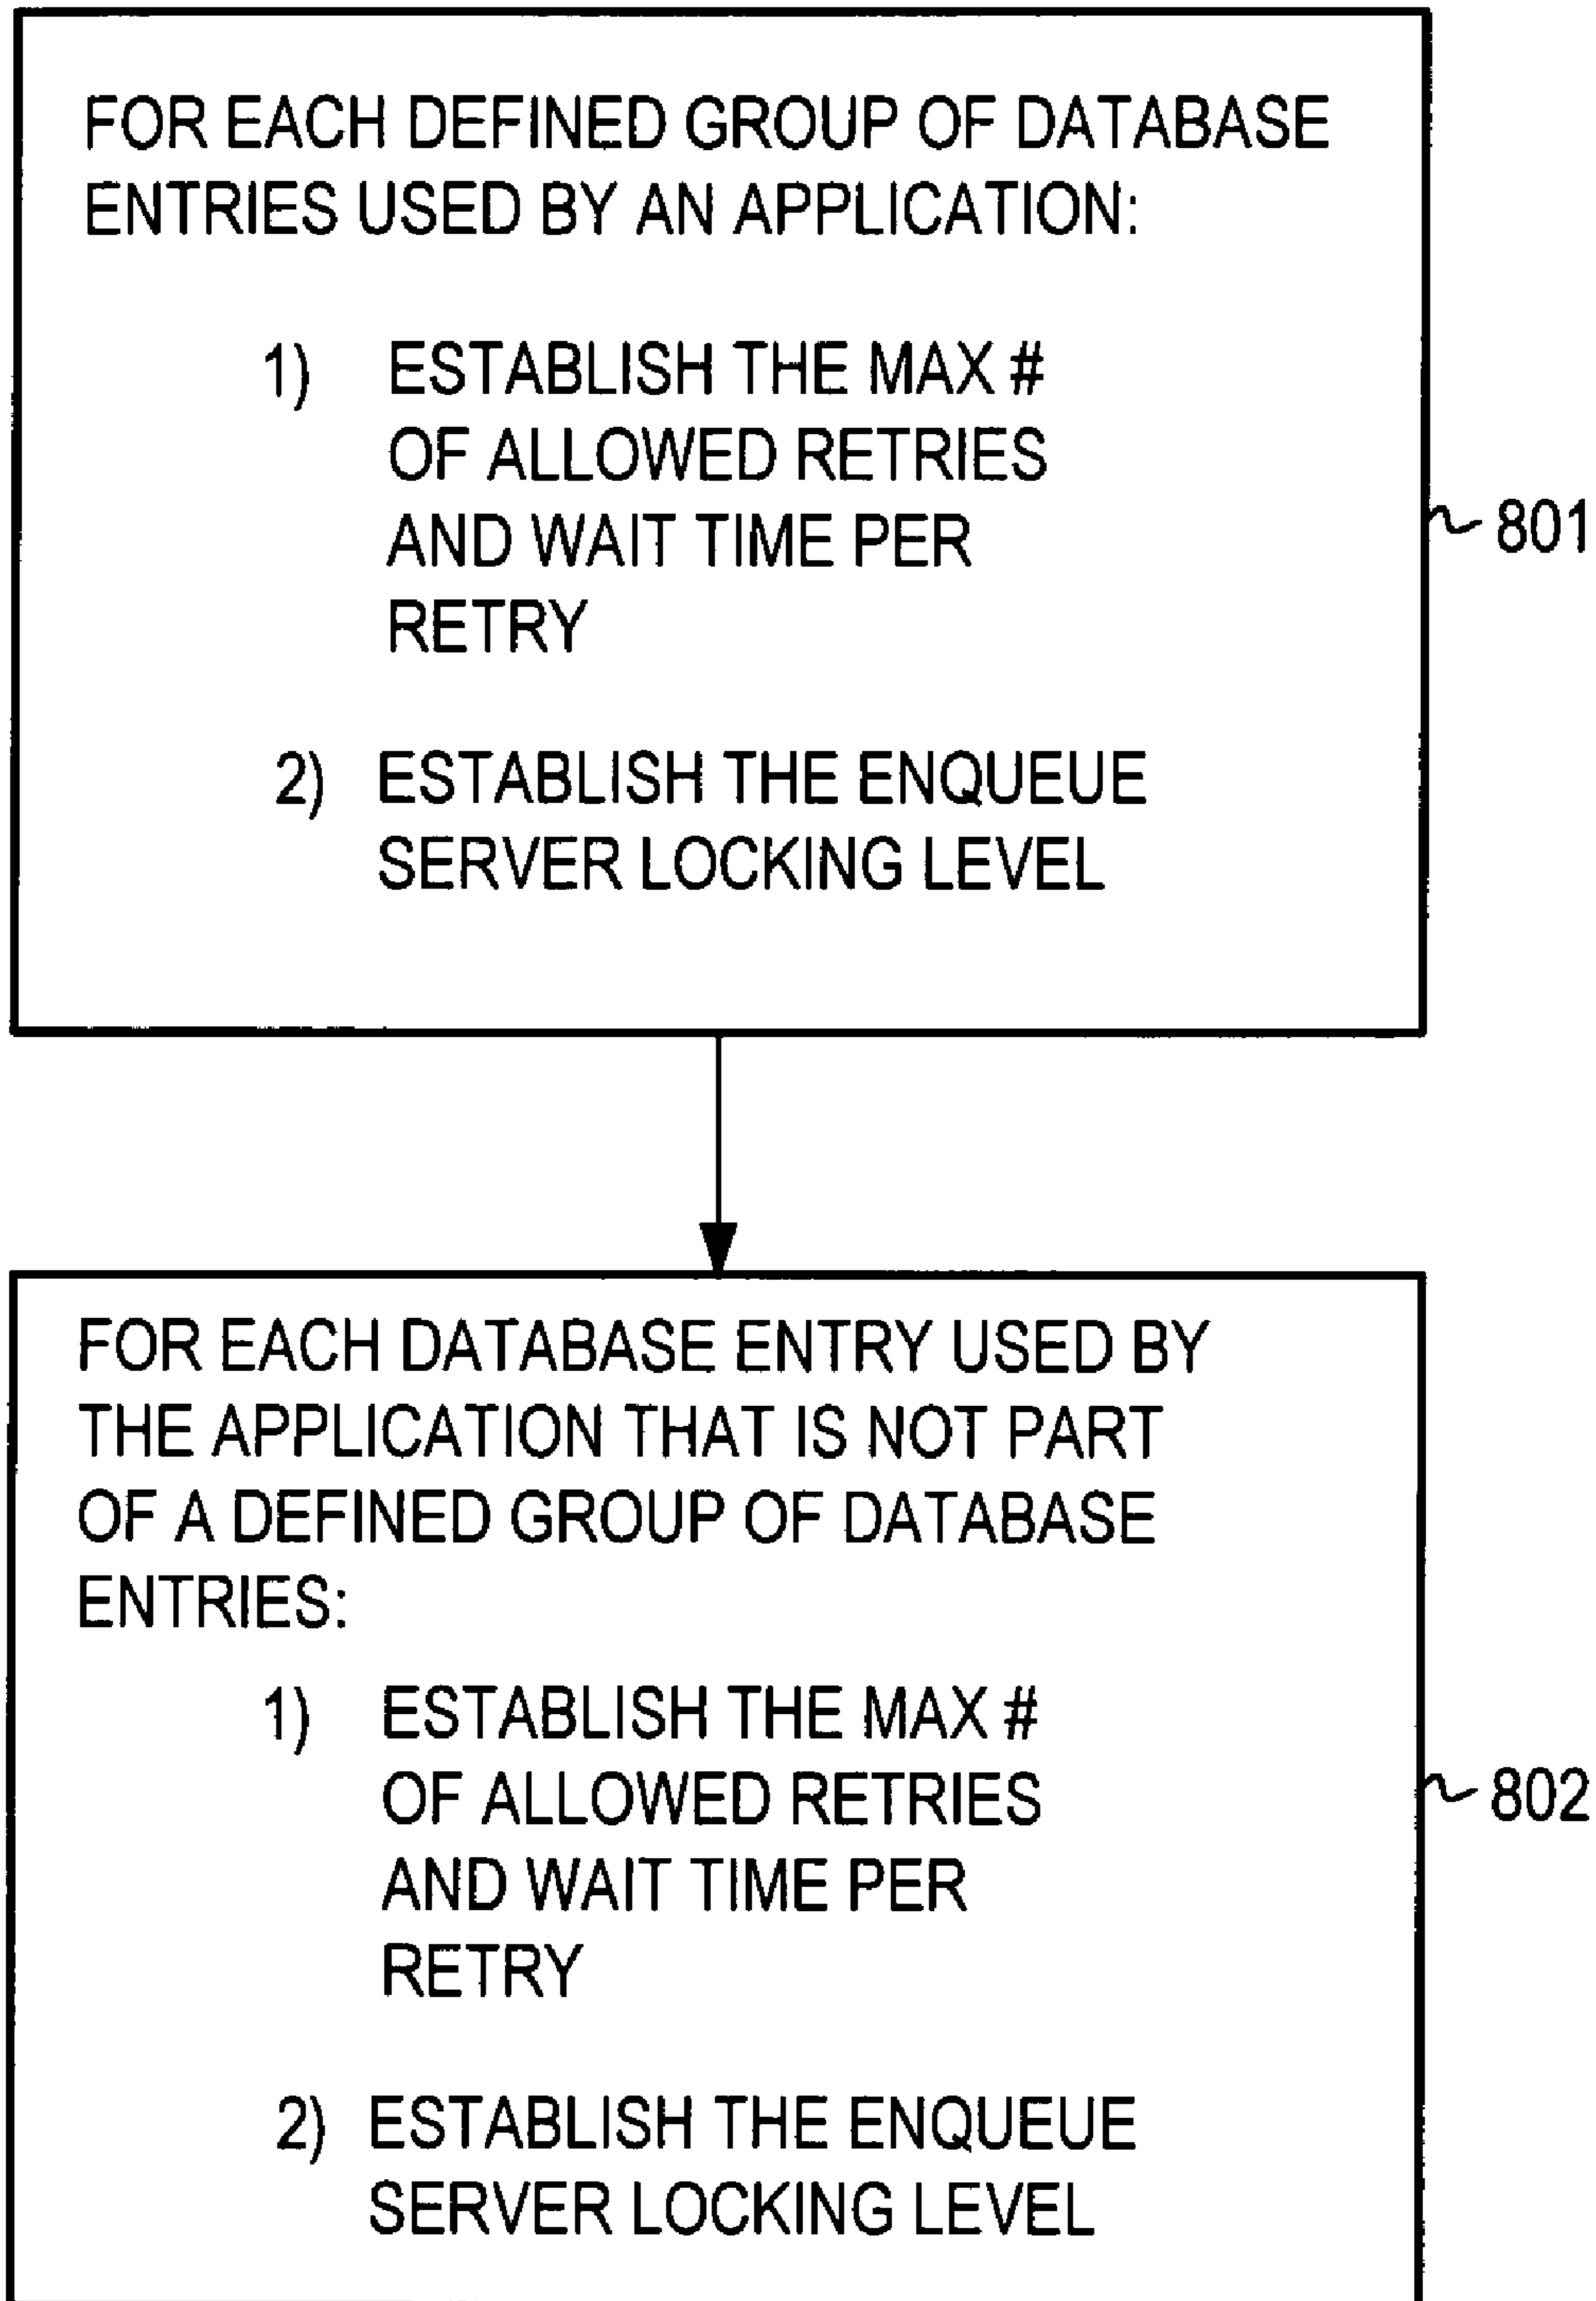 FOR EACH DEFINED GROUP OF DATABASE
ENTRIES USED BY AN APPLICATION:
1) ESTABLISH THE MAX #
OF ALLOWED RETRIES
AND WAIT TIME PER
RETRY
2) ESTABLISH THE ENQUEUE
SERVER LOCKING LEVEL
801
FOR EACH DATABASE ENTRY USED BY
THE APPLICATION THAT IS NOT PART
OF A DEFINED GROUP OF DATABASE
ENTRIES:
1) ESTABLISH THE MAX #
OF ALLOWED RETRIES
AND WAIT TIME PER
RETRY
2) ESTABLISH THE ENQUEUE
SERVER LOCKING LEVEL
802